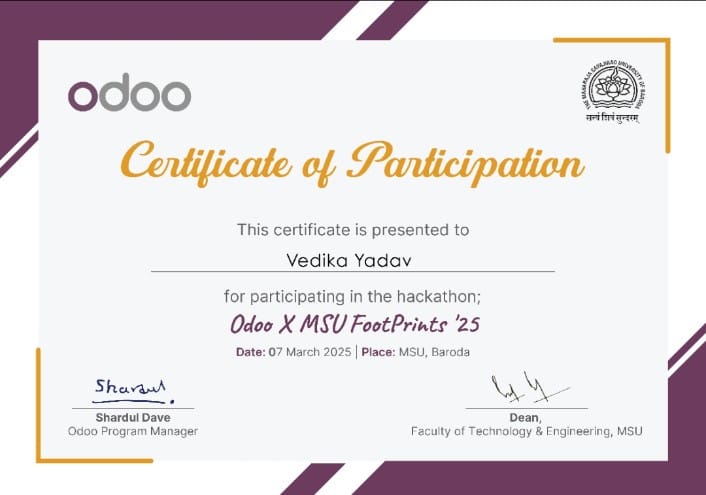 odoo
THE MAHARAJA SAYAJIRAO UNIVERSITY OF BARODA
सत्यं शिवं सुन्दरम्
Certificate of Participation
This certificate is presented to
Vedika Yadav
for participating in the hackathon;
Odoo X MSU FootPrints '25
Date: 07 March 2025 | Place: MSU, Baroda
Shardul
Shardul Dave
Odoo Program Manager
Dean,
Faculty of Technology & Engineering, MSU